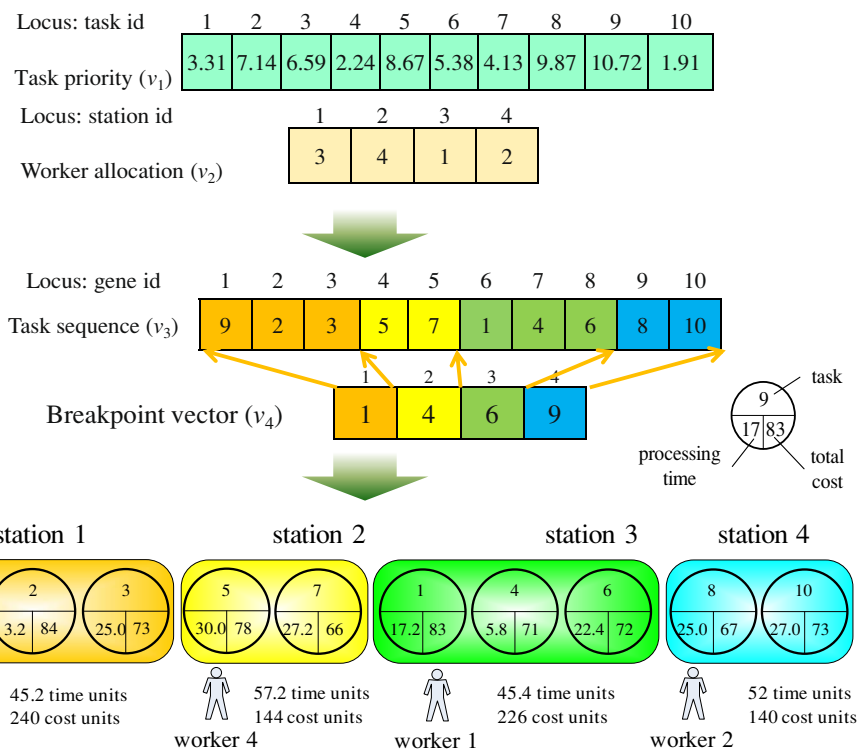 Locus: task id 1 2 3 4 5 6 7 8 9 10
Task priority (v1) 3.31 7.14 6.59 2.24 8.67 5.38 4.13 9.87 10.72 1.91
Locus: station id 1 2 3 4
Worker allocation (v2) 3 4 1 2
Locus: gene id 1 2 3 4 5 6 7 8 9 10
Task sequence (v3) 9 2 3 5 7 1 4 6 8 10
1 2 3 4
Breakpoint vector (v4) 1 4 6 9
task
9
17 83
processing time
total cost
station 1 station 2 station 3 station 4
2 3 5 7 1 4 6 8 10
3.2 84 25.0 73 30.0 78 27.2 66 17.2 83 5.8 71 22.4 72 25.0 67 27.0 73
45.2 time units 57.2 time units 45.4 time units 52 time units
240 cost units 144 cost units 226 cost units 140 cost units
worker 4 worker 1 worker 2